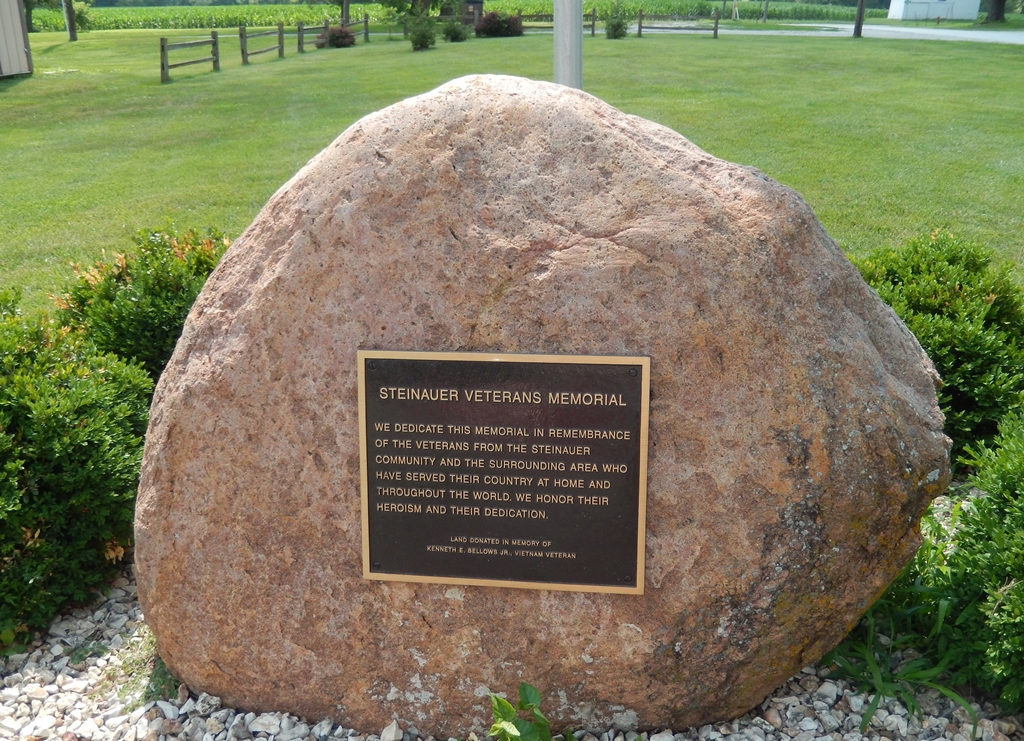 STEINAUER VETERANS MEMORIAL
WE DEDICATE THIS MEMORIAL IN REMEMBRANCE
OF THE VETERANS FROM THE STEINAUER
COMMUNITY AND THE SURROUNDING AREA WHO
HAVE SERVED THEIR COUNTRY AT HOME AND
THROUGHOUT THE WORLD. WE HONOR THEIR
HEROISM AND THEIR DEDICATION.
LAND DONATED IN MEMORY OF
KENNETH E. BELLOWS JR., VIETNAM VETERAN